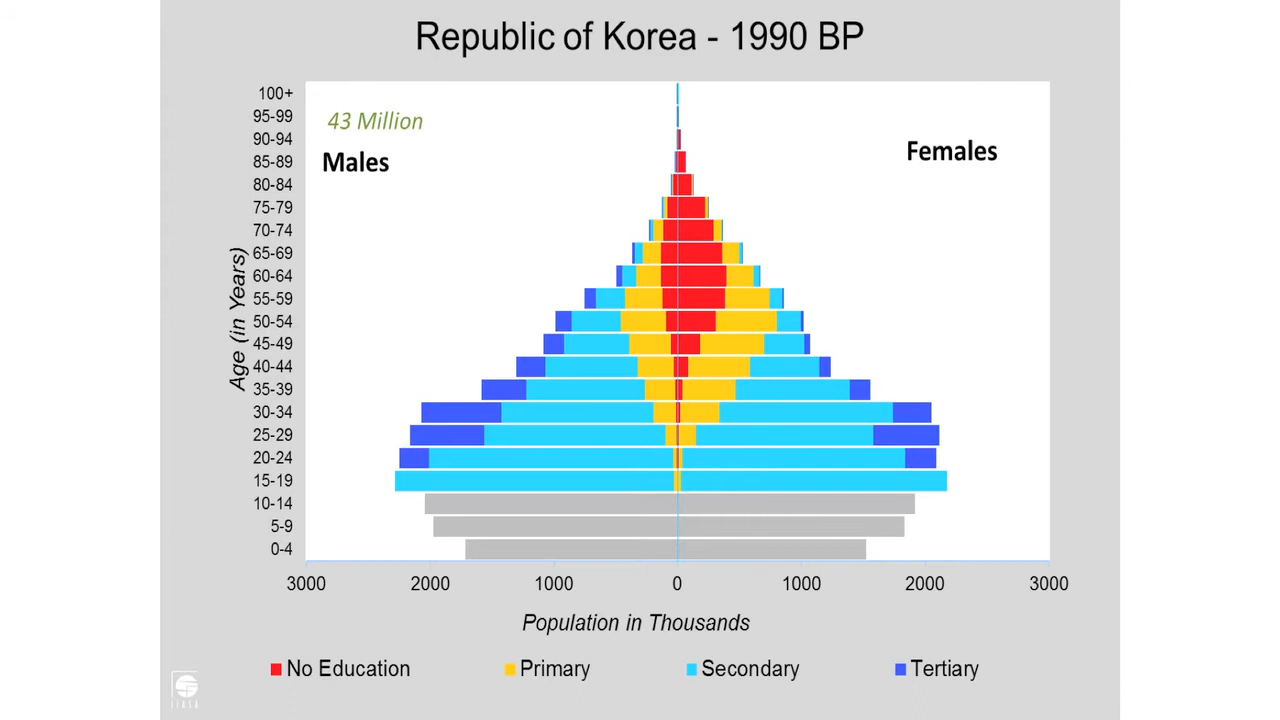 Republic of Korea - 1990 BP
43 Million
Males
Females
Age (in Years)
100+
95-99
90-94
85-89
80-84
75-79
70-74
65-69
60-64
55-59
50-54
45-49
40-44
35-39
30-34
25-29
20-24
15-19
10-14
5-9
0-4
3000 2000 1000 0 1000 2000 3000
Population in Thousands
No Education Primary Secondary Tertiary
IIASA